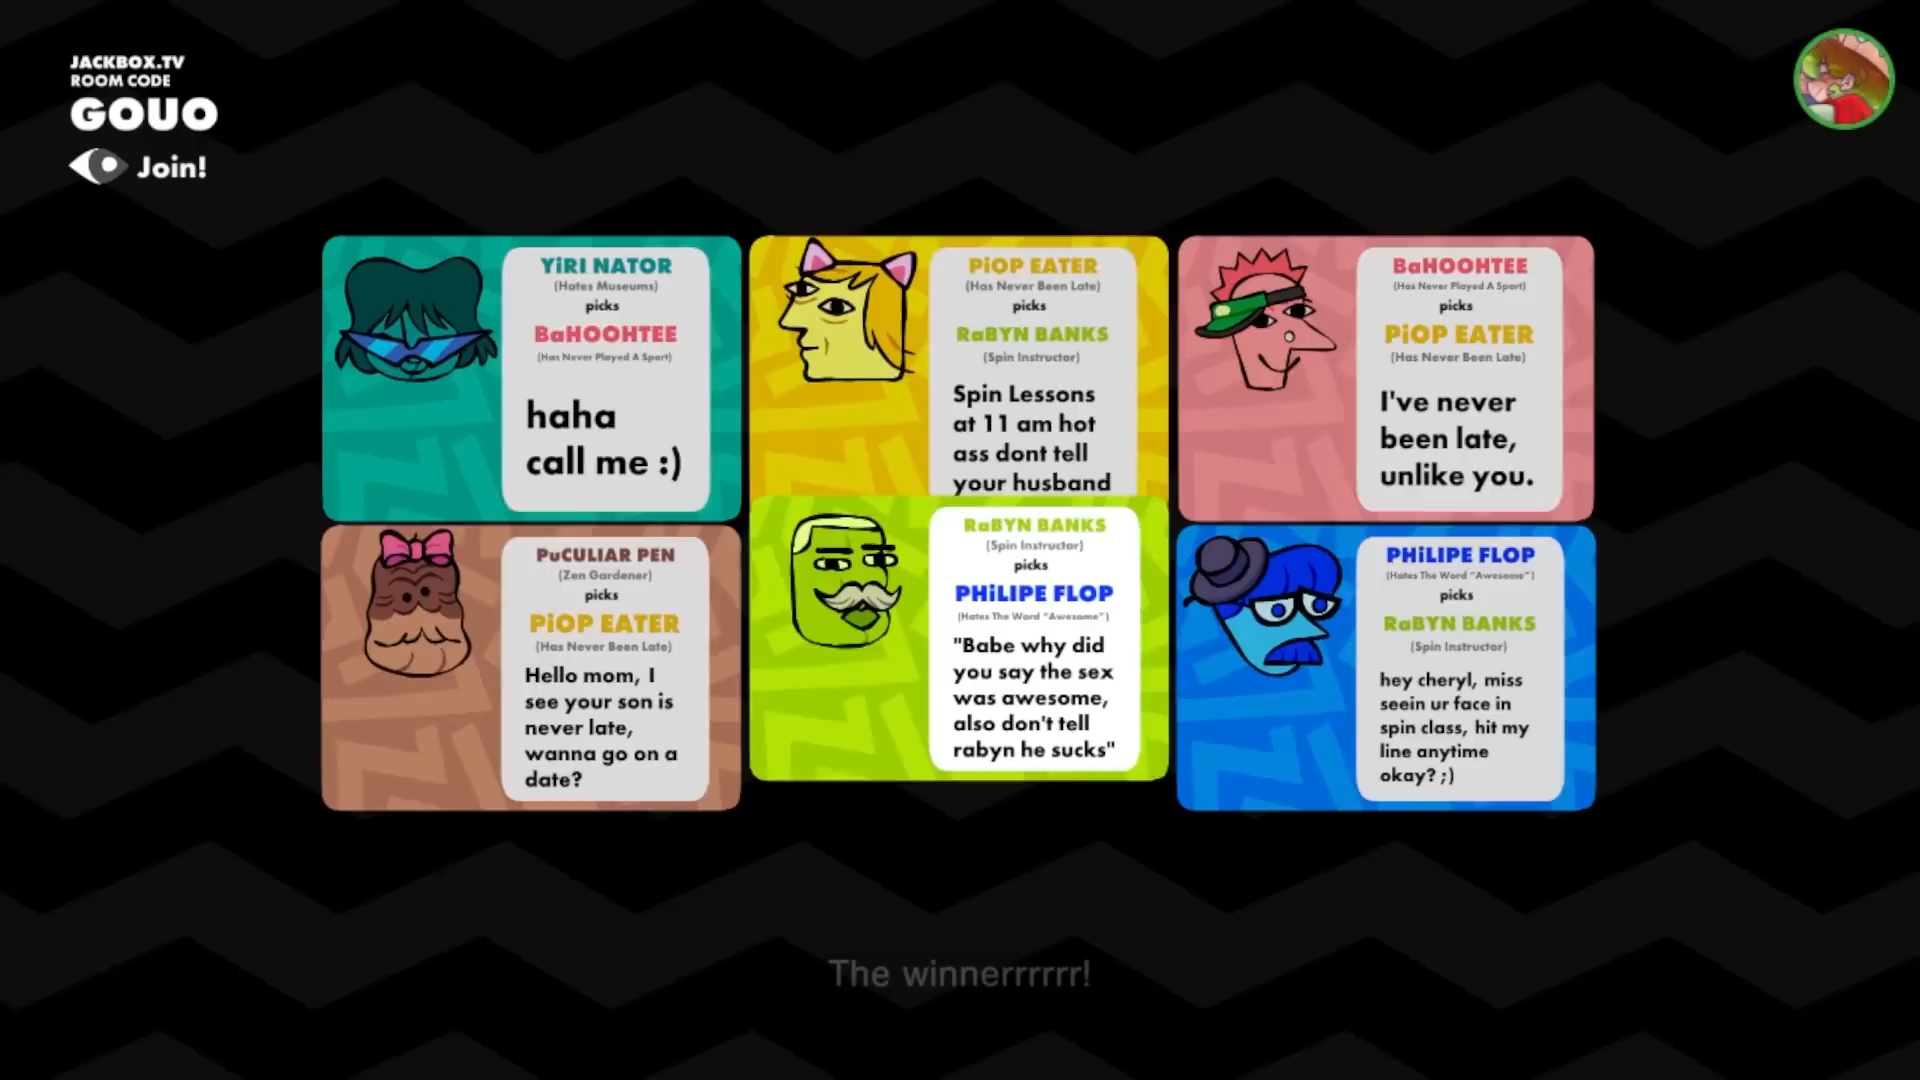 JACKBOX.TV
ROOM CODE
GOUO
Join!
YiRI NATOR
(Hates Museums)
picks
BaHOOHTEE
(Has Never Played A Sport)
haha
call me :)
PiOP EATER
(Has Never Been Late)
picks
RaBYN BANKS
(Spin Instructor)
Spin Lessons
at 11 am hot
ass dont tell
your husband
BaHOOHTEE
(Has Never Played A Sport)
picks
PiOP EATER
(Has Never Been Late)
I've never
been late,
unlike you.
PuCULIAR PEN
(Zen Gardener)
picks
PiOP EATER
(Has Never Been Late)
Hello mom, I
see your son is
never late,
wanna go on a
date?
RaBYN BANKS
(Spin Instructor)
picks
PHiLIPE FLOP
(Hates The Word "Awesome")
"Babe why did
you say the sex
was awesome,
also don't tell
rabyn he sucks"
PHiLIPE FLOP
(Hates The Word "Awesome")
picks
RaBYN BANKS
(Spin Instructor)
hey cheryl, miss
seein ur face in
spin class, hit my
line anytime
okay? ;)
The winnerrrrrr!